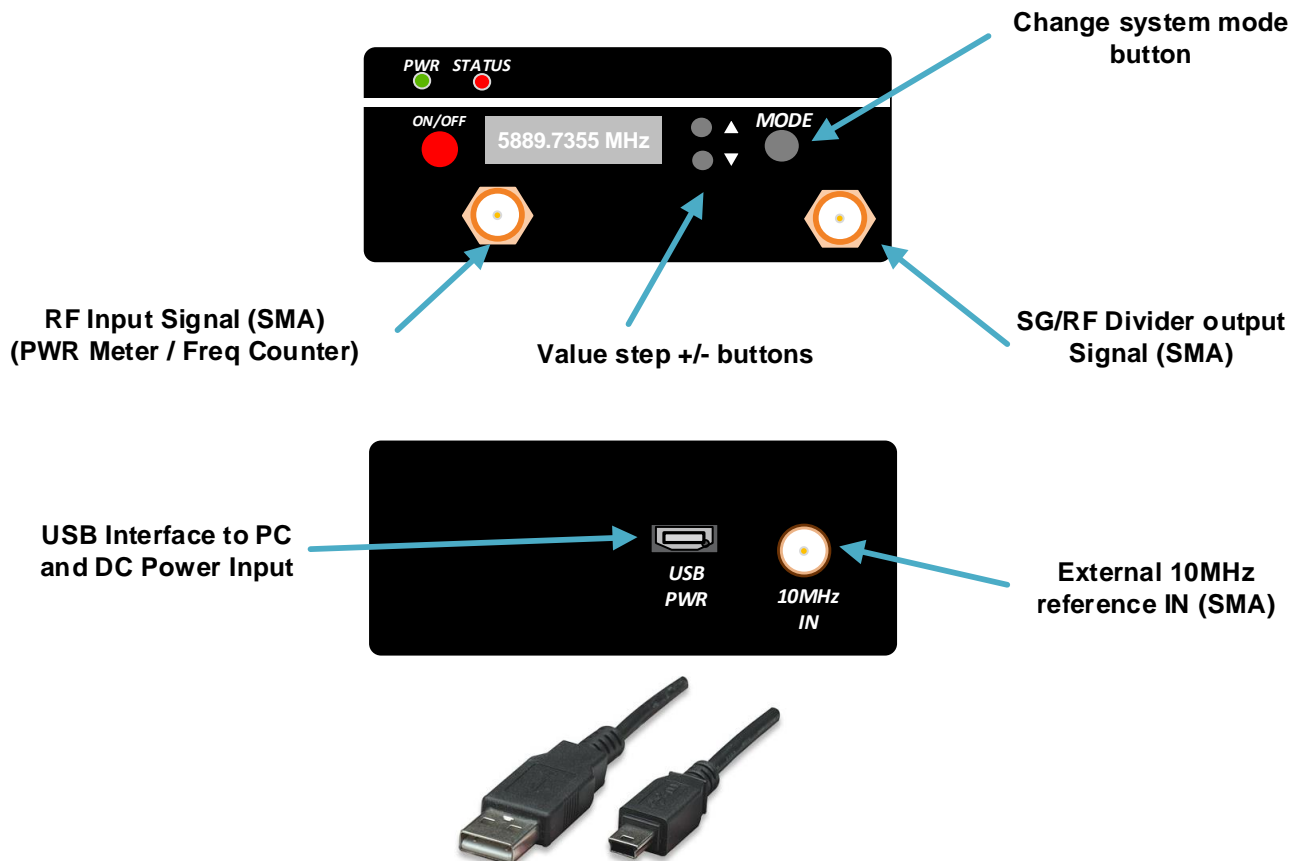 Change system mode
button
PWR STATUS
ON/OFF
5889.7355 MHz
▲
▼
MODE
RF Input Signal (SMA)
(PWR Meter / Freq Counter)
Value step +/- buttons
SG/RF Divider output
Signal (SMA)
USB Interface to PC
and DC Power Input
USB
PWR
10MHz
IN
External 10MHz
reference IN (SMA)